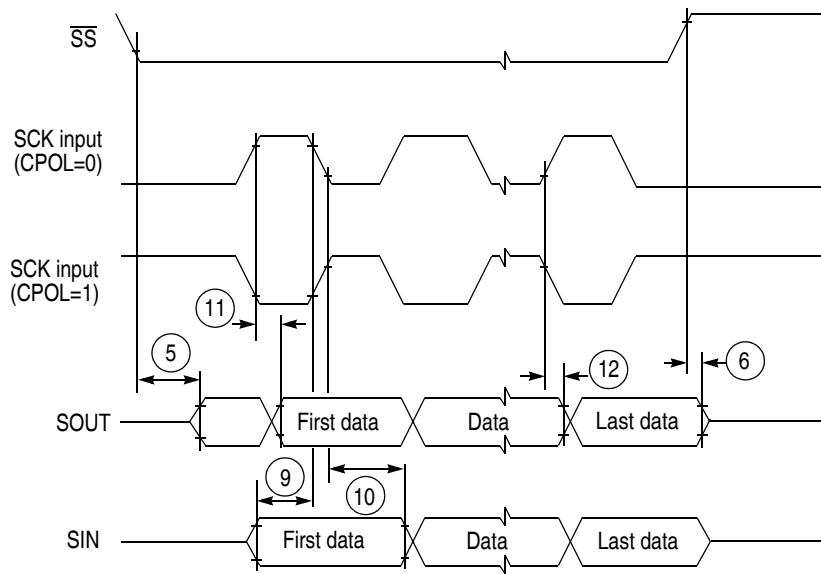 SS
SCK input
(CPOL=0)
SCK input
(CPOL=1)
11
5
12
6
SOUT
First data
Data
Last data
9
10
SIN
First data
Data
Last data